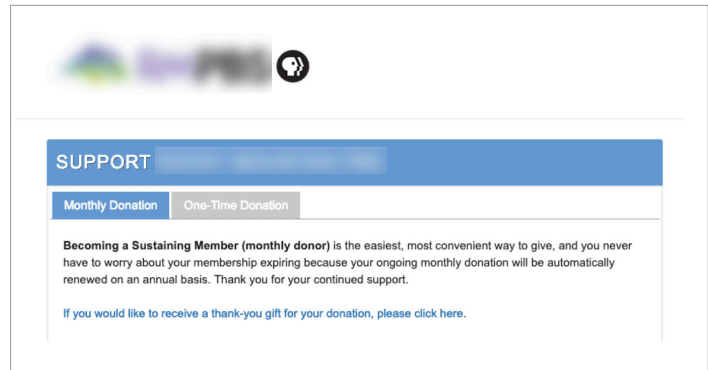 SUPPORT
Monthly Donation One-Time Donation
Becoming a Sustaining Member (monthly donor) is the easiest, most convenient way to give, and you never
have to worry about your membership expiring because your ongoing monthly donation will be automatically
renewed on an annual basis. Thank you for your continued support.
If you would like to receive a thank-you gift for your donation, please click here.